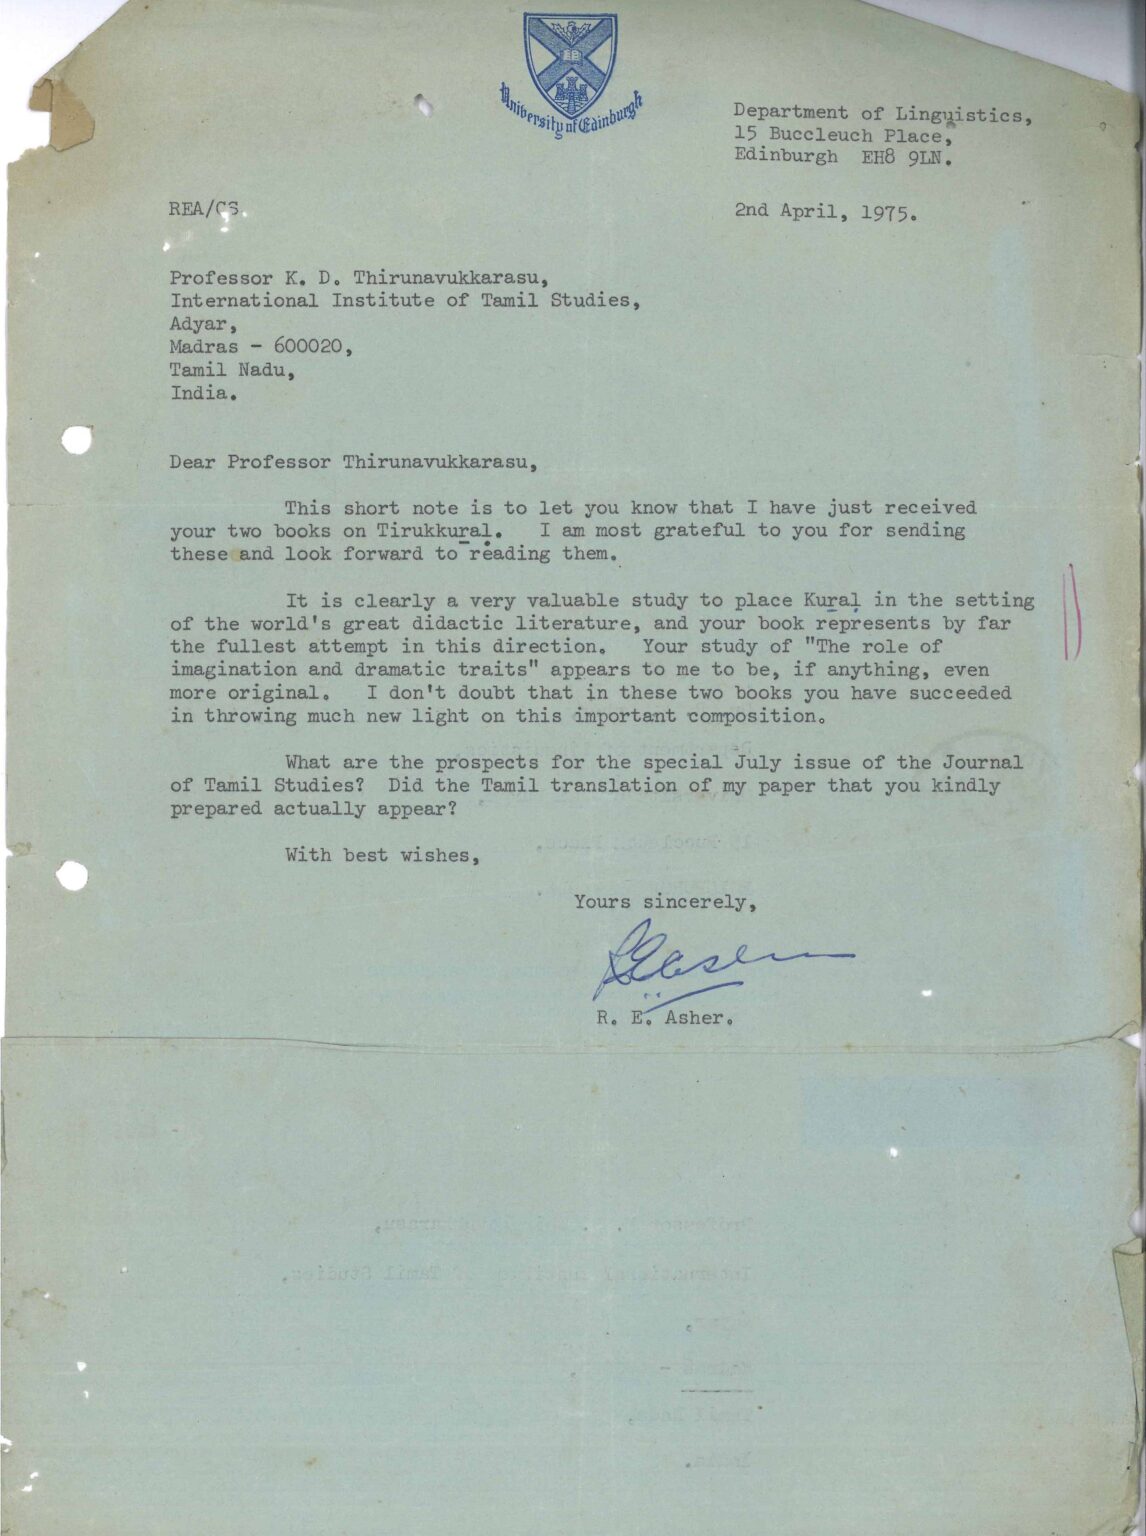 University of Edinburgh
Department of Linguistics,
15 Buccleuch Place,
Edinburgh EH8 9LN.
REA/CS
2nd April, 1975.
Professor K. D. Thirunavukkarasu,
International Institute of Tamil Studies,
Adyar,
Madras - 600020,
Tamil Nadu,
India.
Dear Professor Thirunavukkarasu,
This short note is to let you know that I have just received
your two books on Tirukkuṟaḷ. I am most grateful to you for sending
these and look forward to reading them.
It is clearly a very valuable study to place Kuṟaḷ in the setting
of the world's great didactic literature, and your book represents by far
the fullest attempt in this direction. Your study of "The role of
imagination and dramatic traits" appears to me to be, if anything, even
more original. I don't doubt that in these two books you have succeeded
in throwing much new light on this important composition.
What are the prospects for the special July issue of the Journal
of Tamil Studies? Did the Tamil translation of my paper that you kindly
prepared actually appear?
With best wishes,
Yours sincerely,
R. E. Asher.